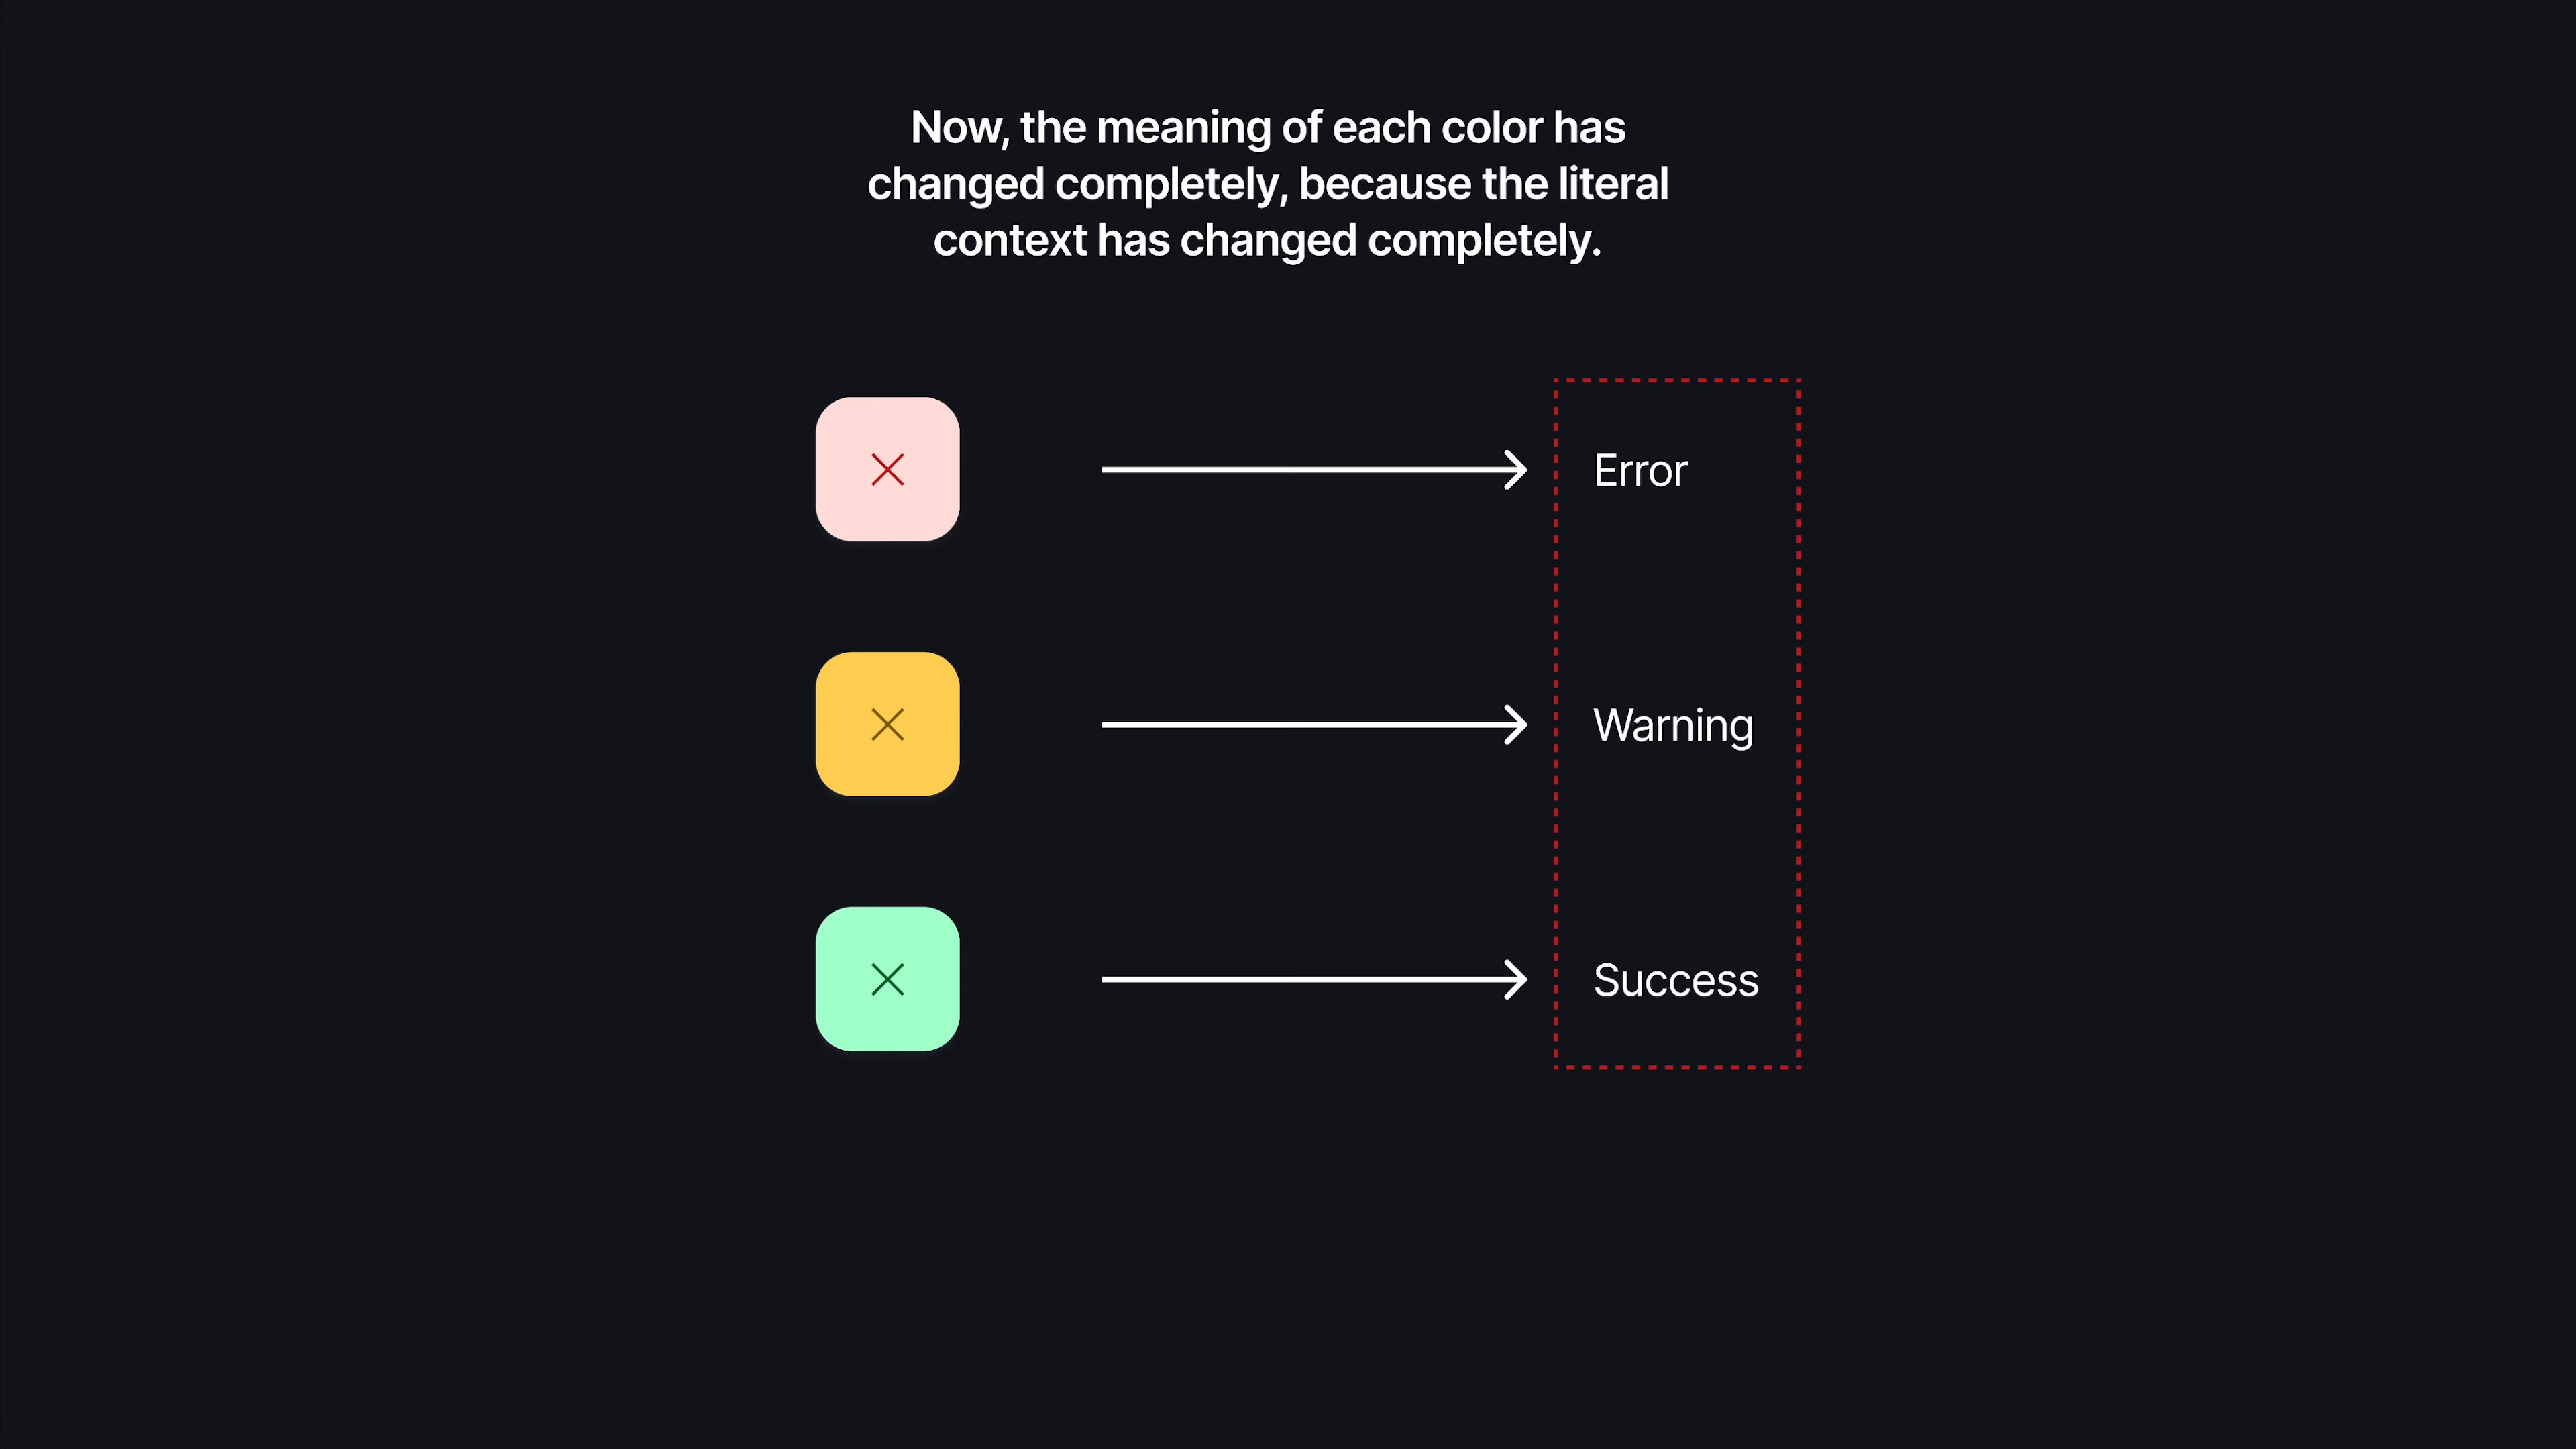 Now, the meaning of each color has
changed completely, because the literal
context has changed completely.
Error
Warning
Success